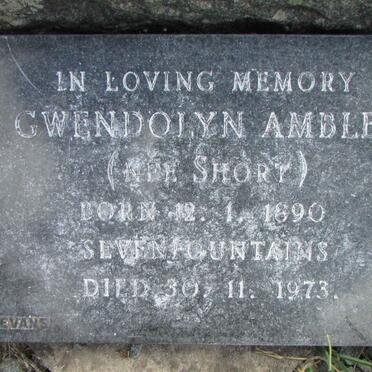 IN LOVING MEMORY
GWENDOLYN AMBLE
(NEE SHORT)
BORN 12. 1. 1890
SEVENFOUNTAINS
DIED 30. 11. 1973.
EVANS